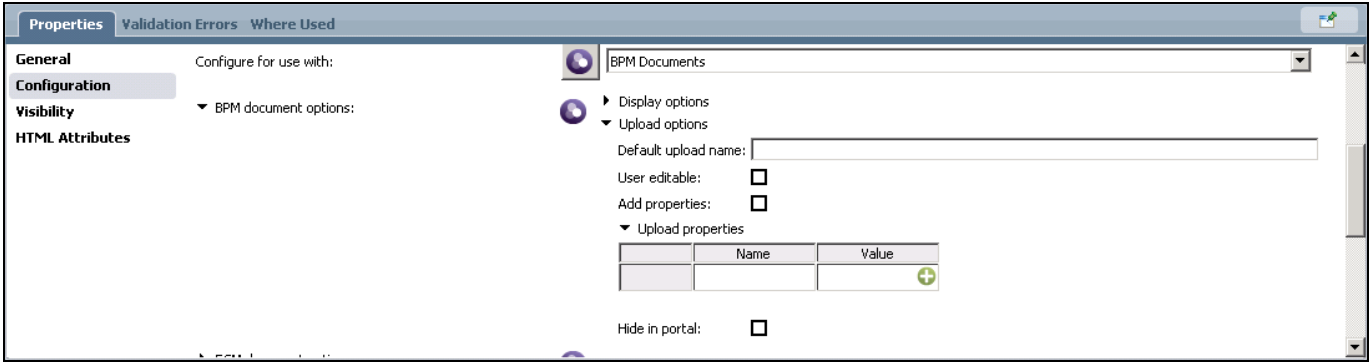 Properties Validation Errors Where Used
General
Configuration
Visibility
HTML Attributes
Configure for use with:
BPM Documents
BPM document options:
Display options
Upload options
Default upload name:
User editable:
Add properties:
Upload properties
Name Value
Hide in portal: